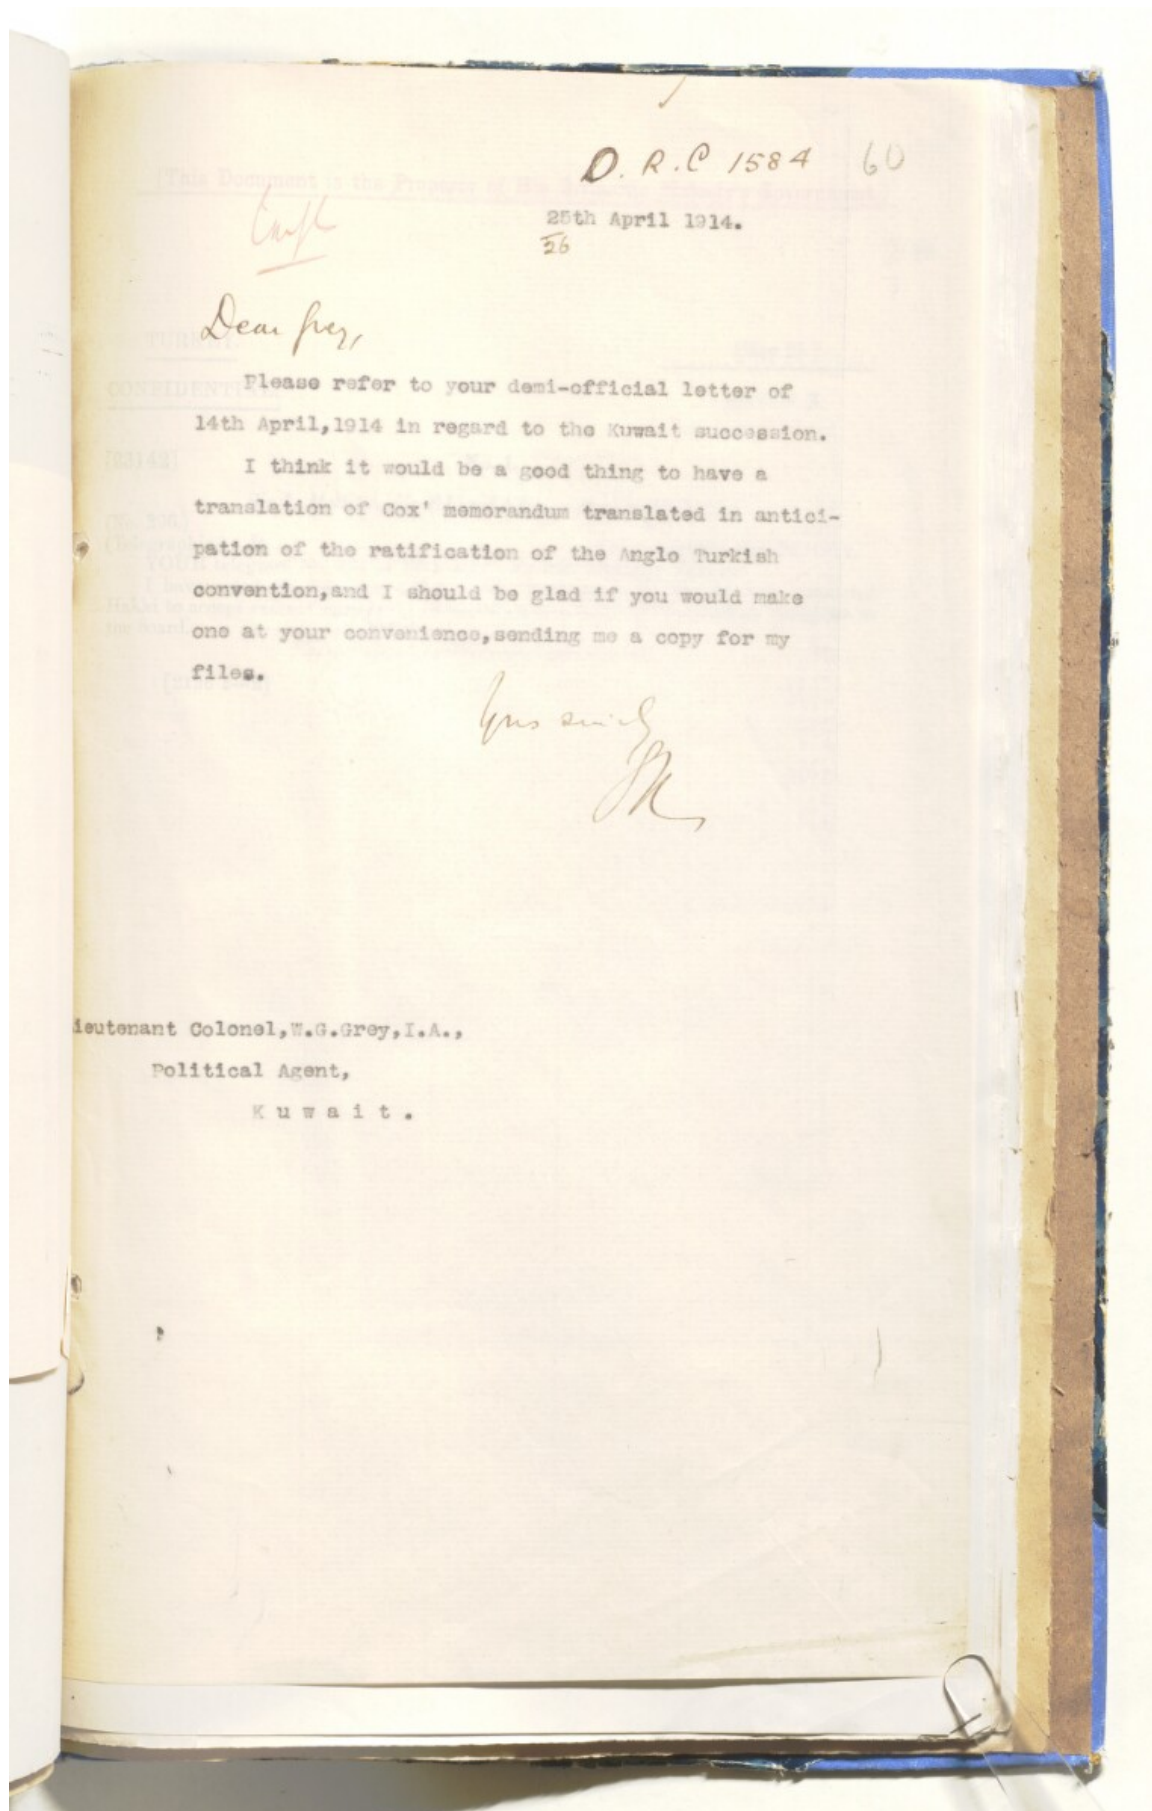 D. R. C 1584 60
25th April 1914.
26
Dear Grey,
Please refer to your demi-official letter of
14th April,1914 in regard to the Kuwait succession.
I think it would be a good thing to have a
translation of Cox' memorandum translated in antici-
pation of the ratification of the Anglo Turkish
convention,and I should be glad if you would make
one at your convenience,sending me a copy for my
files.
Yours sincerely
ieutenant Colonel,W.G.Grey,I.A.,
Political Agent,
Kuwait.